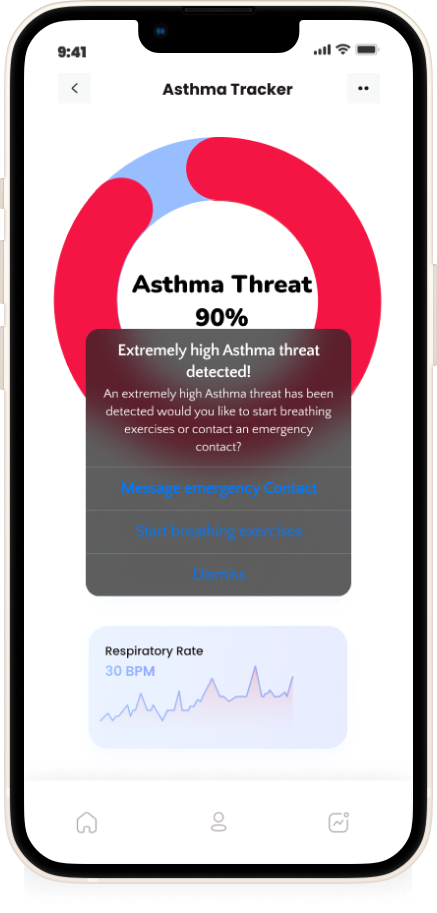 9:41
Asthma Tracker
Asthma Threat
90%
Extremely high Asthma threat
detected!
An extremely high Asthma threat has been
detected would you like to start breathing
exercises or contact an emergency
contact?
Message emergency Contact
Start breathing exercises
Dismiss
Respiratory Rate
30 BPM